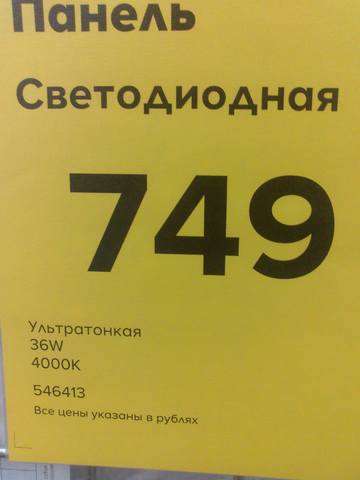 Панель
Светодиодная
749
Ультратонкая
36W
4000K
546413
Все цены указаны в рублях